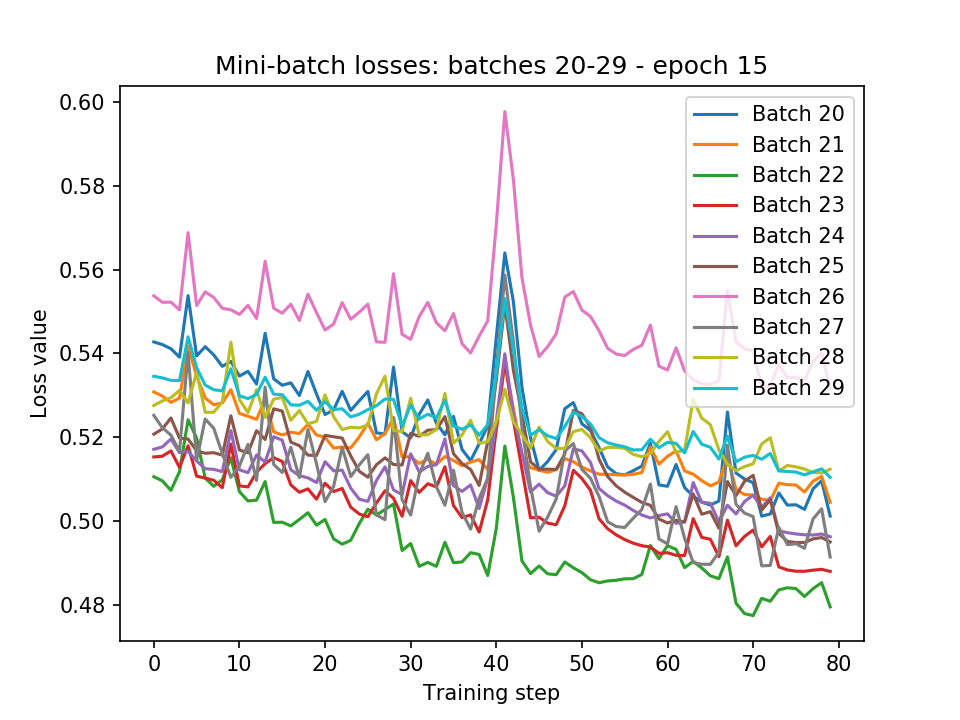 Mini-batch losses: batches 20-29 - epoch 15
0.60
0.58
0.56
0.54
0.52
0.50
0.48
Loss value
0
10
20
30
40
50
60
70
80
Training step
Batch 20
Batch 21
Batch 22
Batch 23
Batch 24
Batch 25
Batch 26
Batch 27
Batch 28
Batch 29